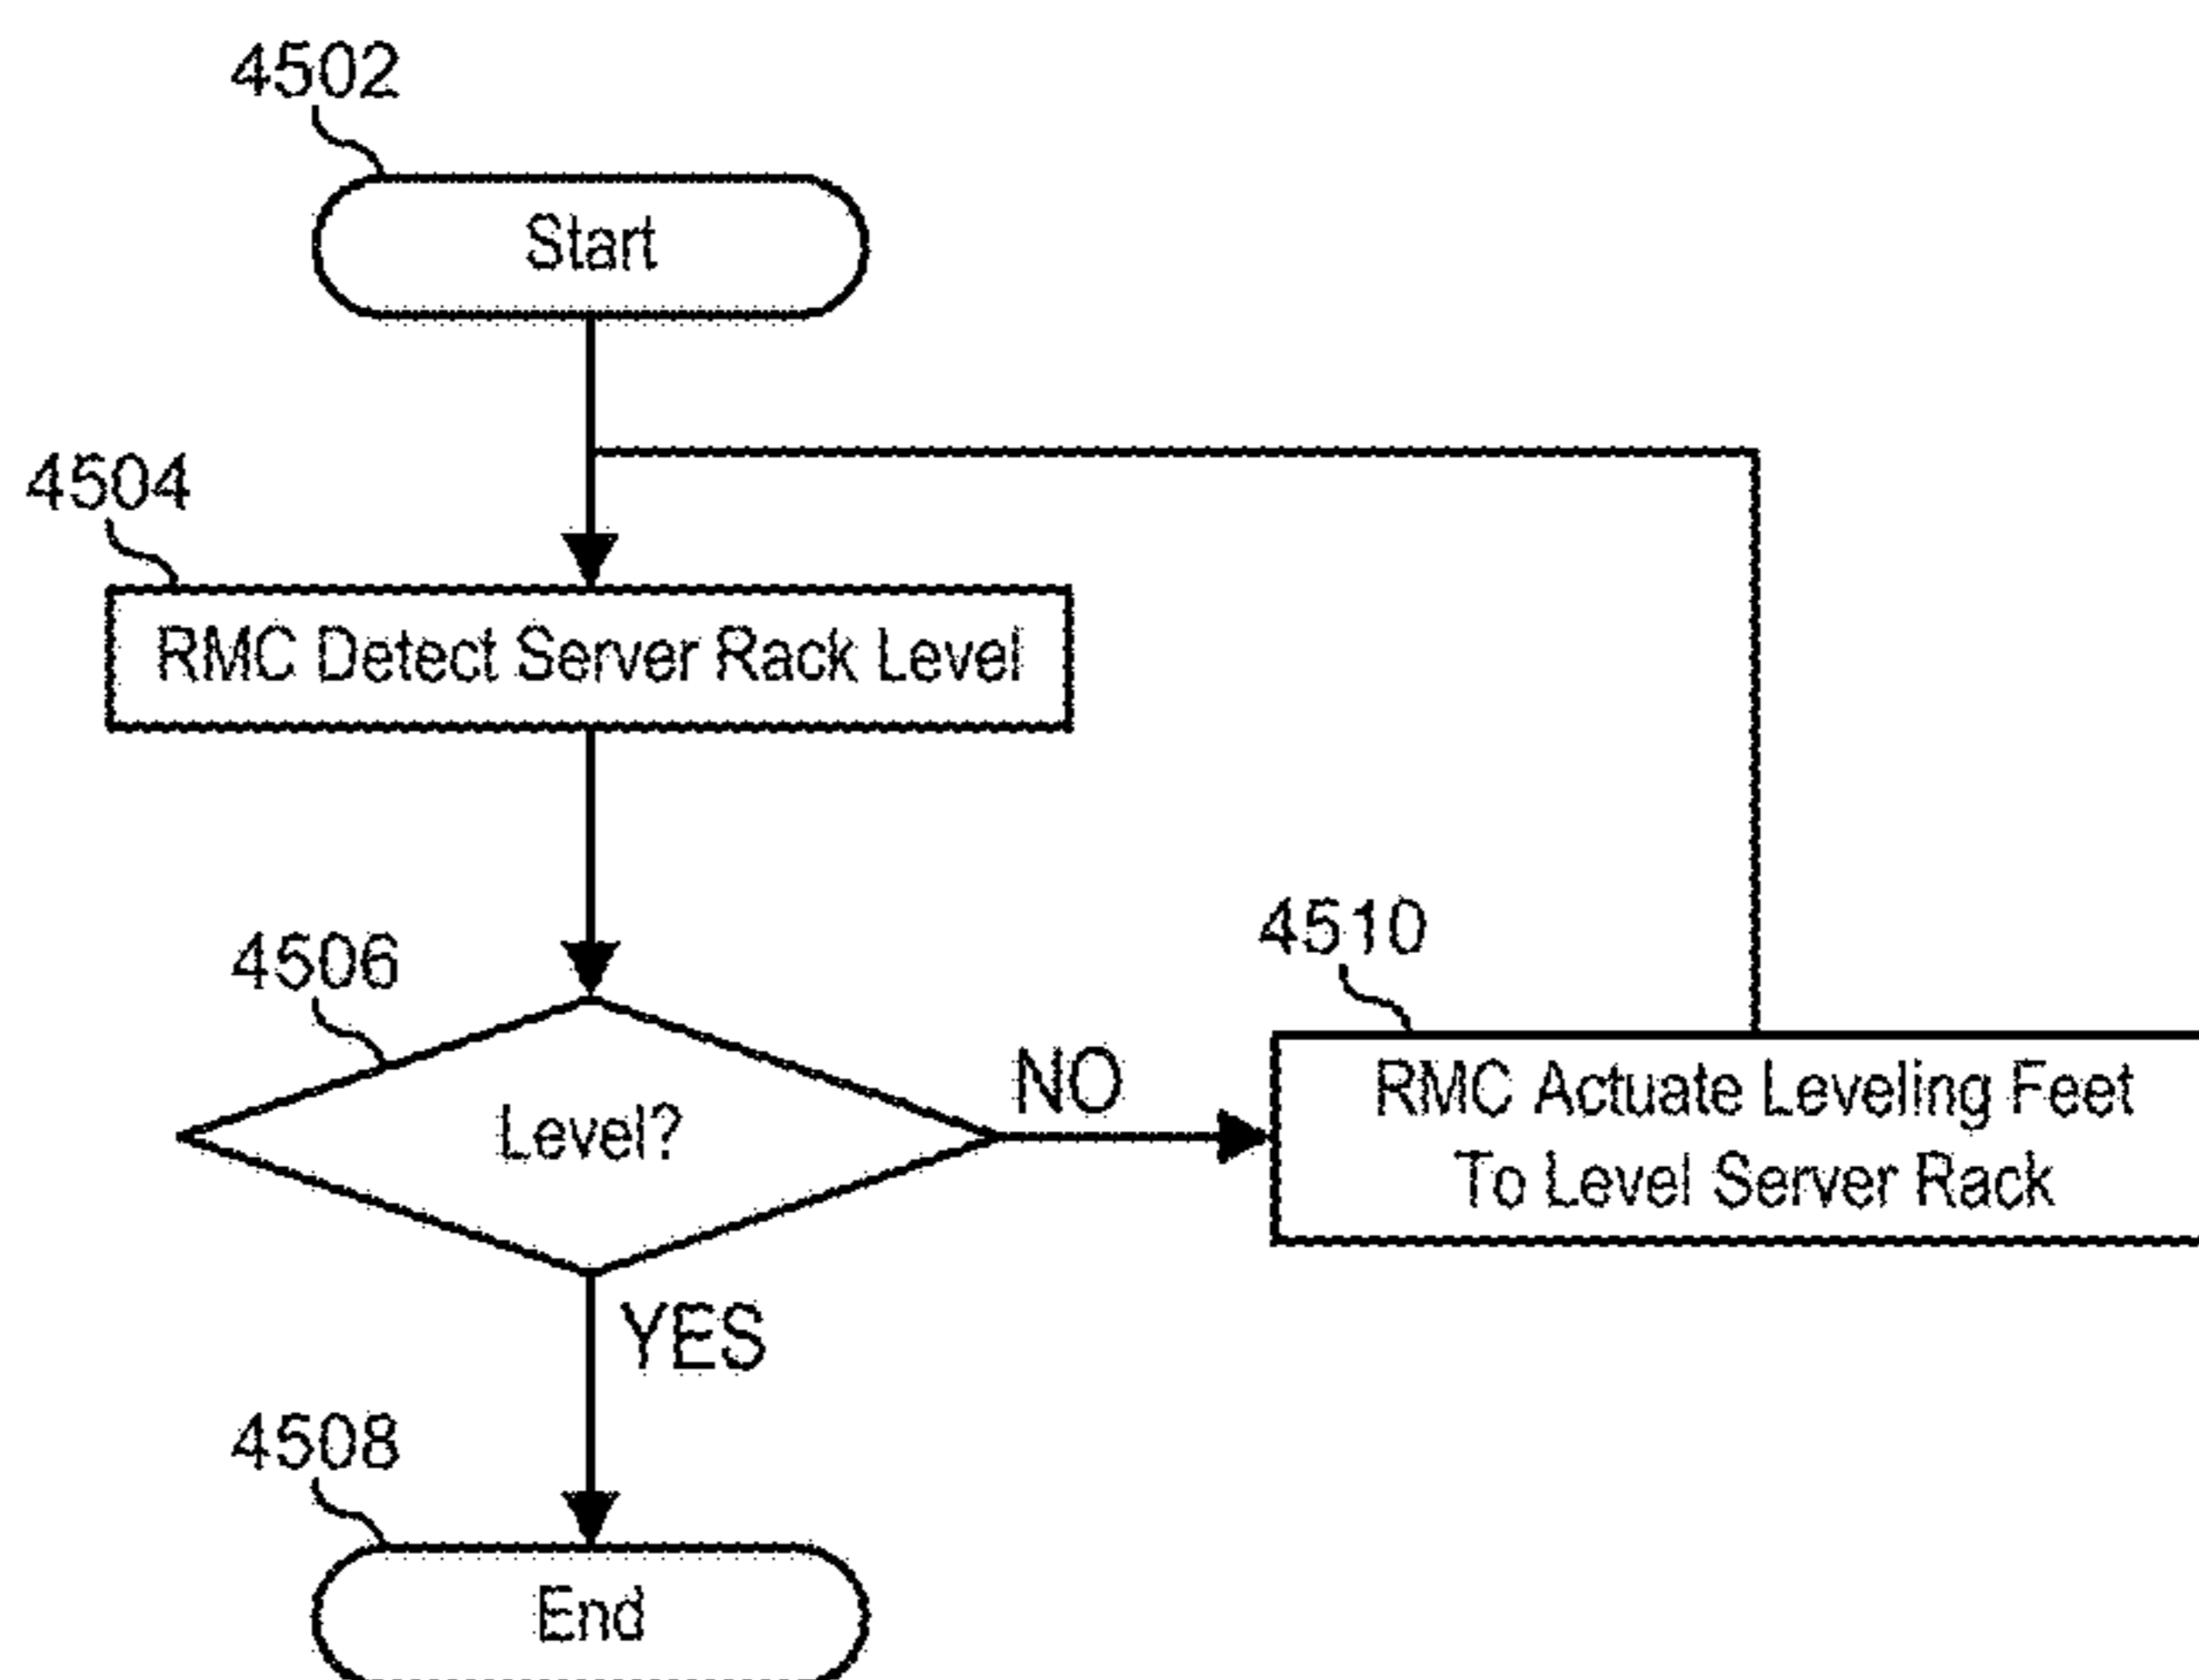 4502
Start
4504
RMC Detect Server Rack Level
4506
Level?
NO
4510
RMC Actuate Leveling Feet
To Level Server Rack
YES
4508
End